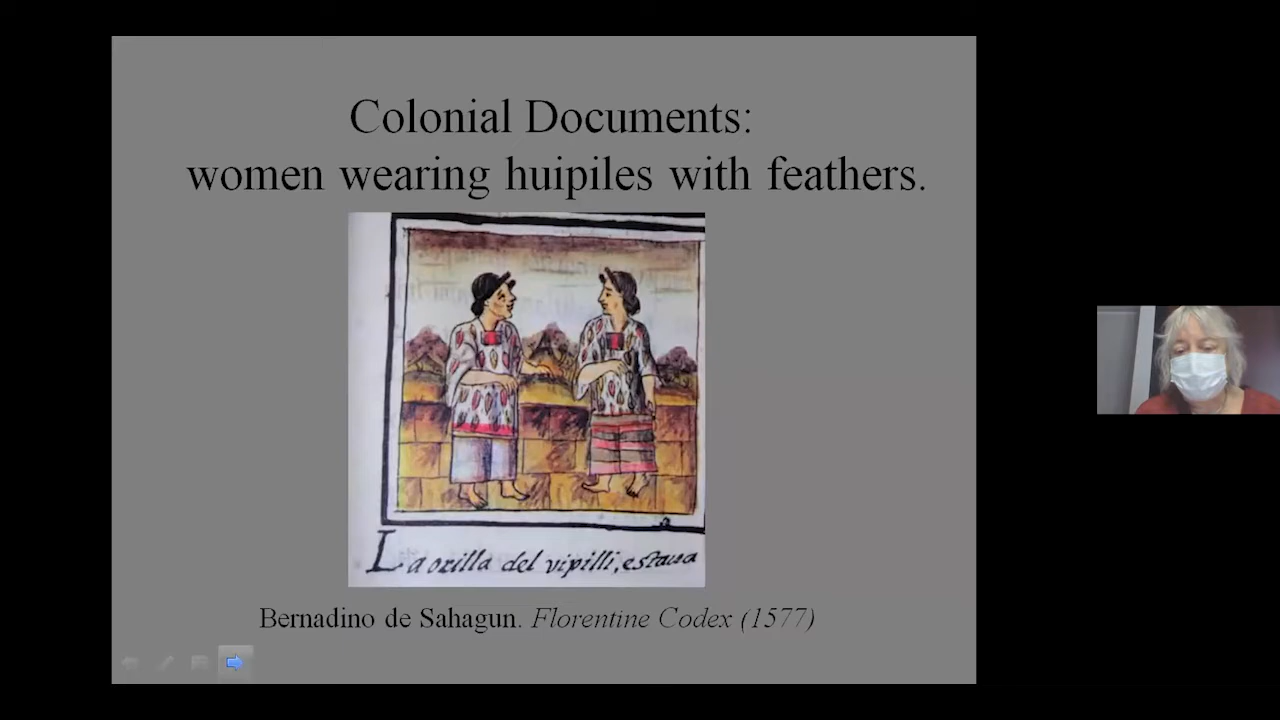 Colonial Documents:
women wearing huipiles with feathers.
La orilla del vipilli, estaua
Bernadino de Sahagun. Florentine Codex (1577)